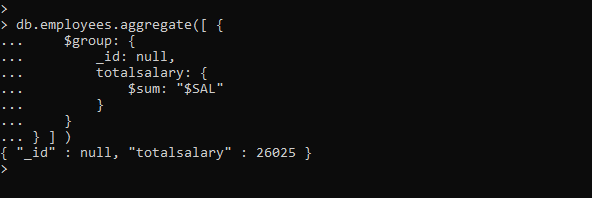 >
> db.employees.aggregate([ {
...     $group: {
...         _id: null,
...         totalsalary: {
...             $sum: "$SAL"
...         }
...     }
... } ] )
{ "_id" : null, "totalsalary" : 26025 }
>